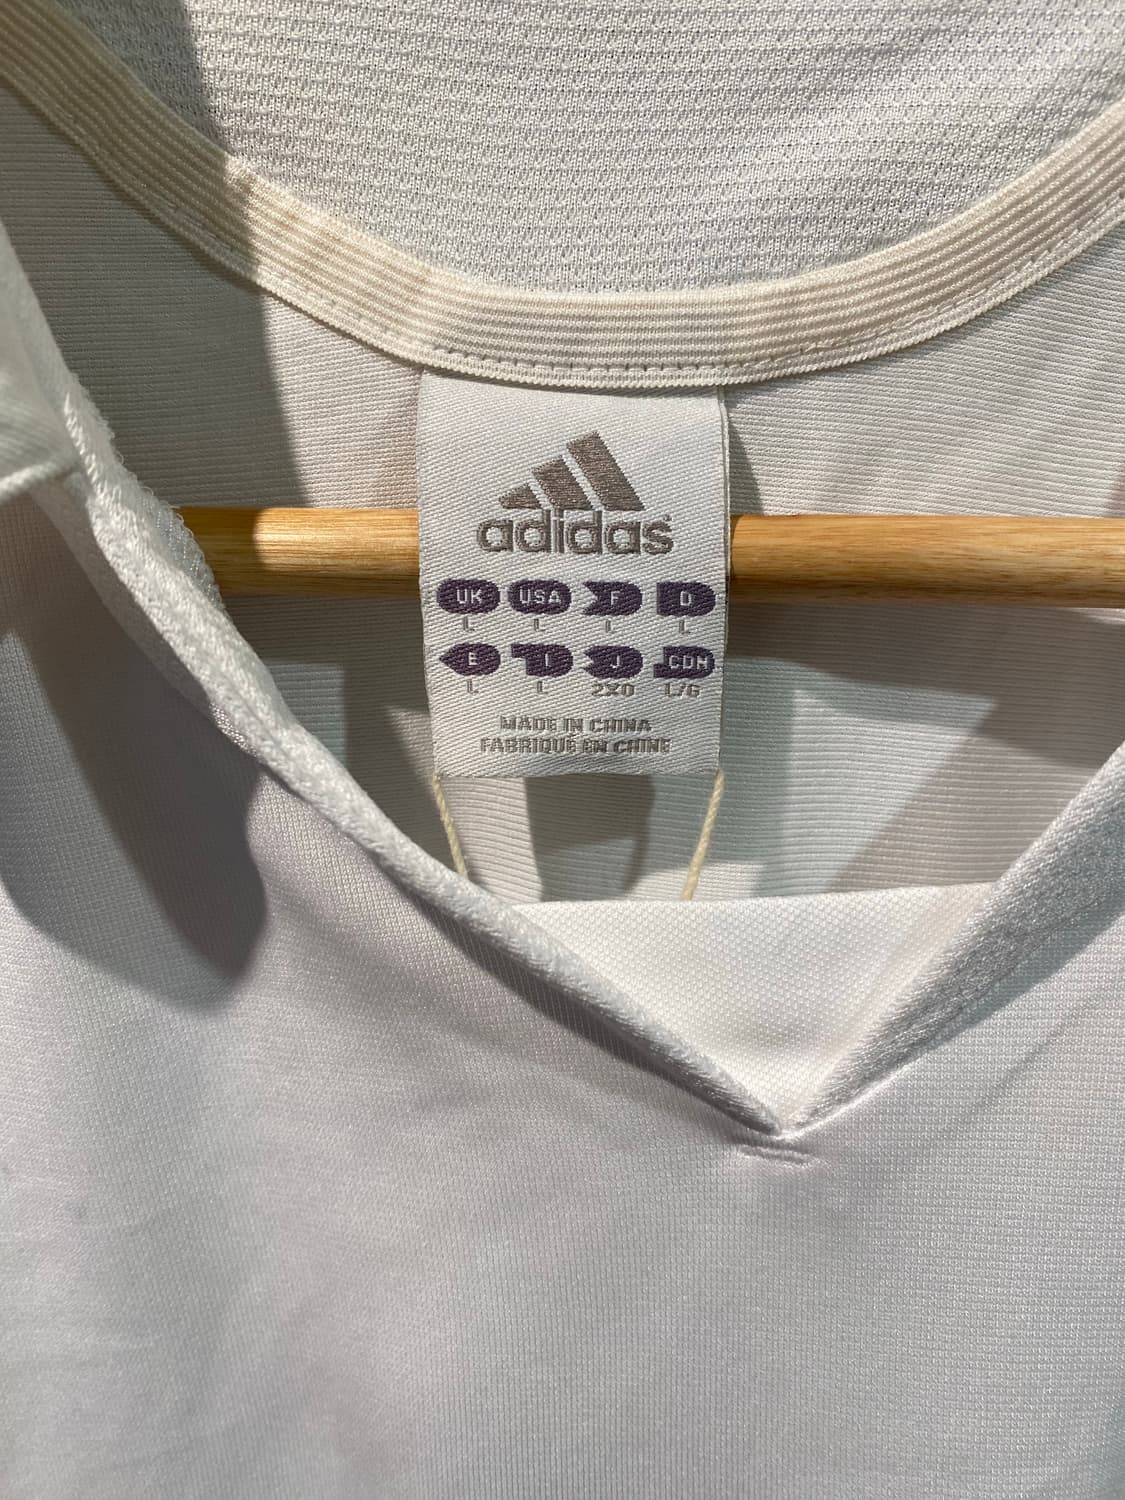 adidas
UK USA F D
L L L L
E I J CDN
L L 2XO L/G
MADE IN CHINA
FABRIQUÉ EN CHINE